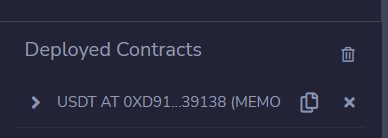 Deployed Contracts
USDT AT 0XD91...39138 (MEMO